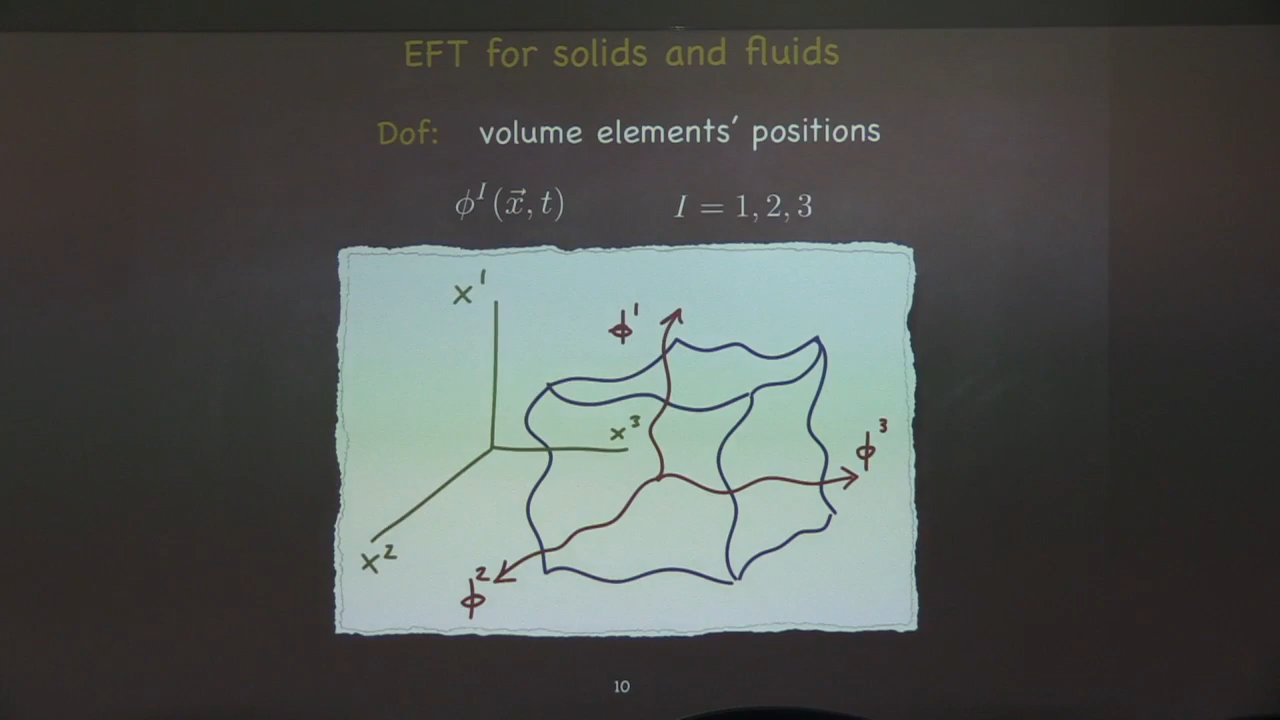 EFT for solids and fluids
Dof: volume elements' positions
ϕ^I(x⃗, t) I = 1, 2, 3
x^1
ϕ^1
x^3
ϕ^3
x^2
ϕ^2
10